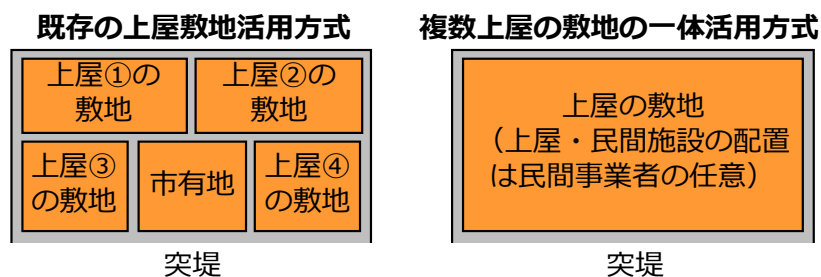 既存の上屋敷地活用方式
上屋①の
敷地
上屋②の
敷地
上屋③
の敷地
市有地
上屋④
の敷地
突堤
複数上屋の敷地の一体活用方式
上屋の敷地
（上屋・民間施設の配置
は民間事業者の任意）
突堤